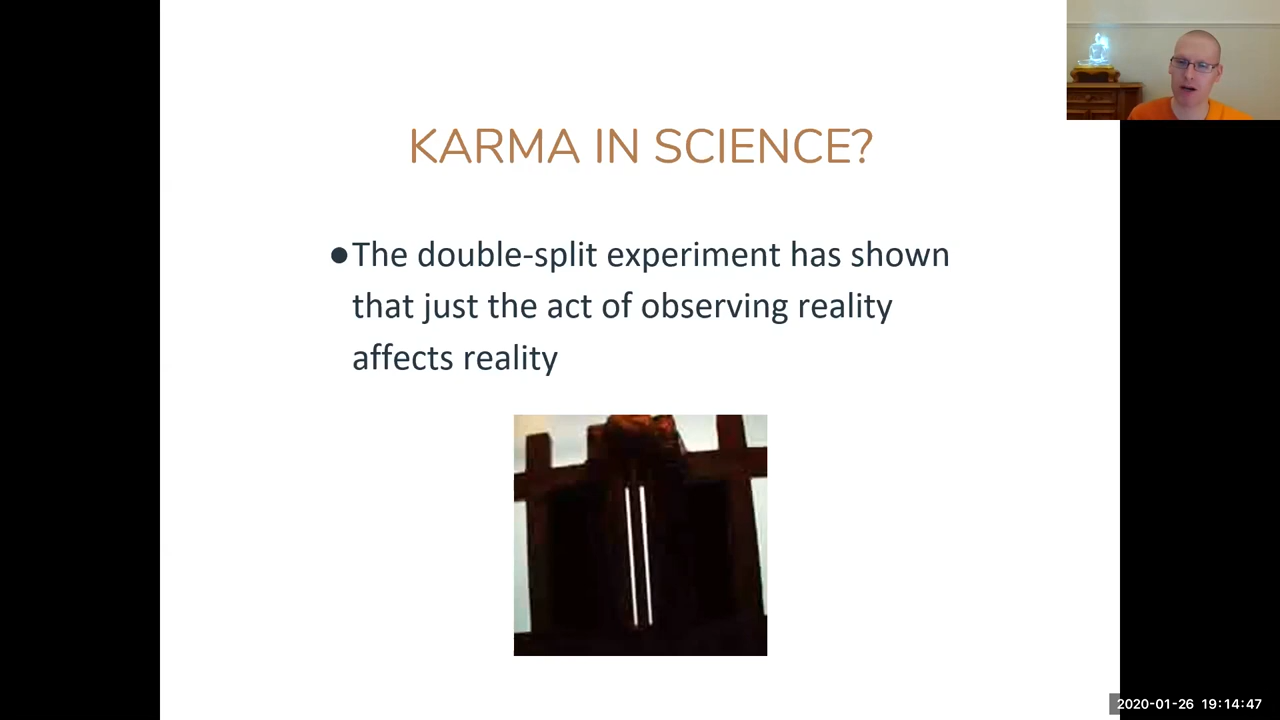 KARMA IN SCIENCE?
●The double-split experiment has shown
that just the act of observing reality
affects reality
2020-01-26 19:14:47